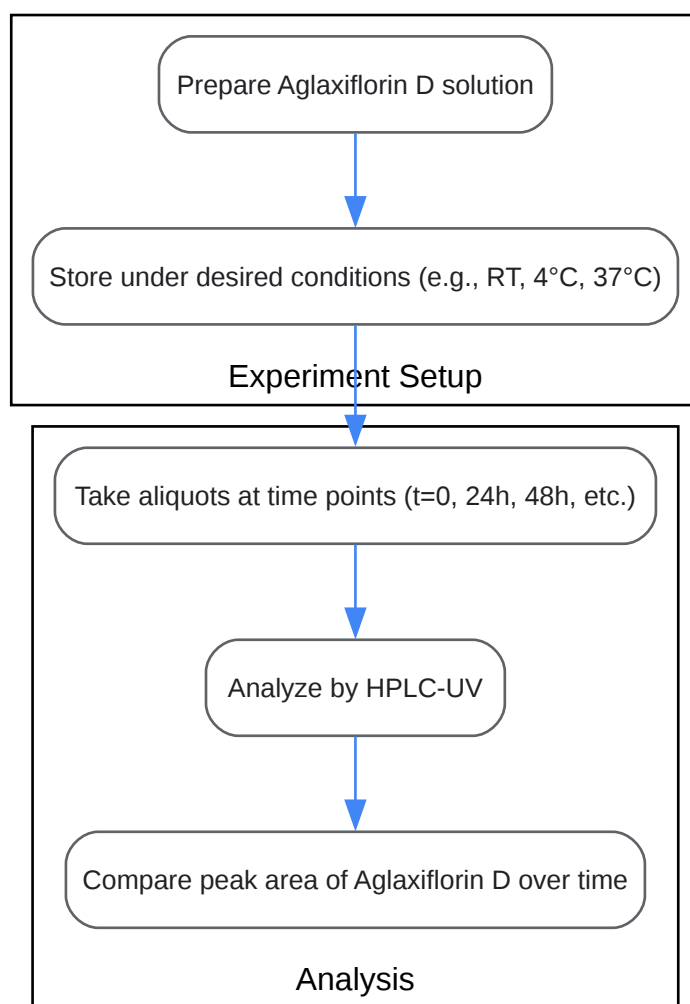 Prepare Aglaxiflorin D solution
Store under desired conditions (e.g., RT, 4°C, 37°C)
Experiment Setup
Take aliquots at time points (t=0, 24h, 48h, etc.)
Analyze by HPLC-UV
Compare peak area of Aglaxiflorin D over time
Analysis